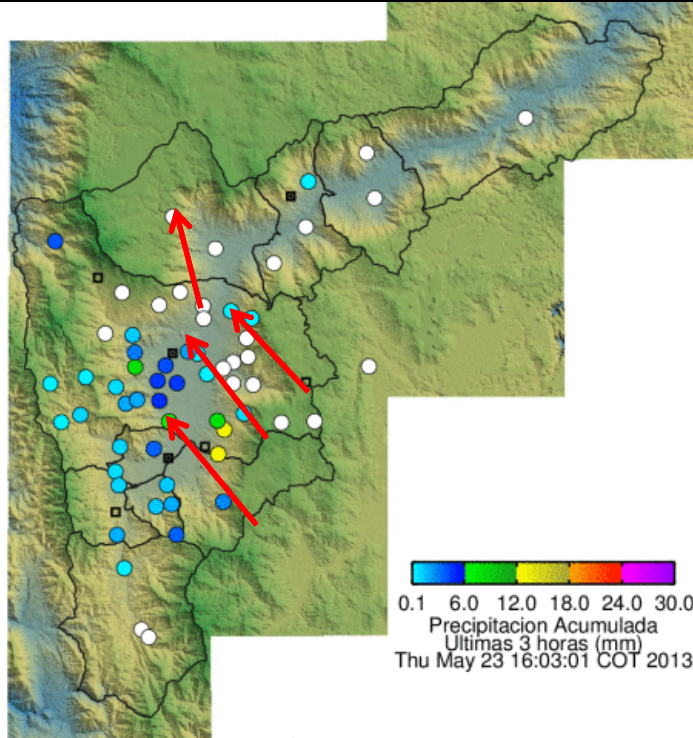 0.1 6.0 12.0 18.0 24.0 30.0
Precipitacion Acumulada
Ultimas 3 horas (mm)
Thu May 23 16:03:01 COT 2013